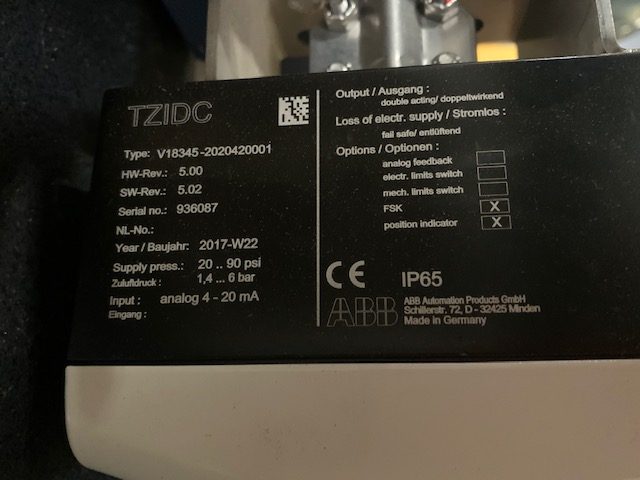 TZIDC
Type: V18345-2020420001
HW-Rev.: 5.00
SW-Rev.: 5.02
Serial no.: 936087
NL-No.:
Year / Baujahr: 2017-W22
Supply press.: 20 .. 90 psi
Zuluftdruck : 1,4 ... 6 bar
Input : analog 4 - 20 mA
Eingang :
Output / Ausgang :
double acting/ doppeltwirkend
Loss of electr. supply / Stromlos :
fail safe/ entlüftend
Options / Optionen :
analog feedback
electr. limits switch
mech. limits switch
FSK X
position indicator X
CE IP65
ABB
ABB Automation Products GmbH
Schillerstr. 72, D - 32425 Minden
Made in Germany